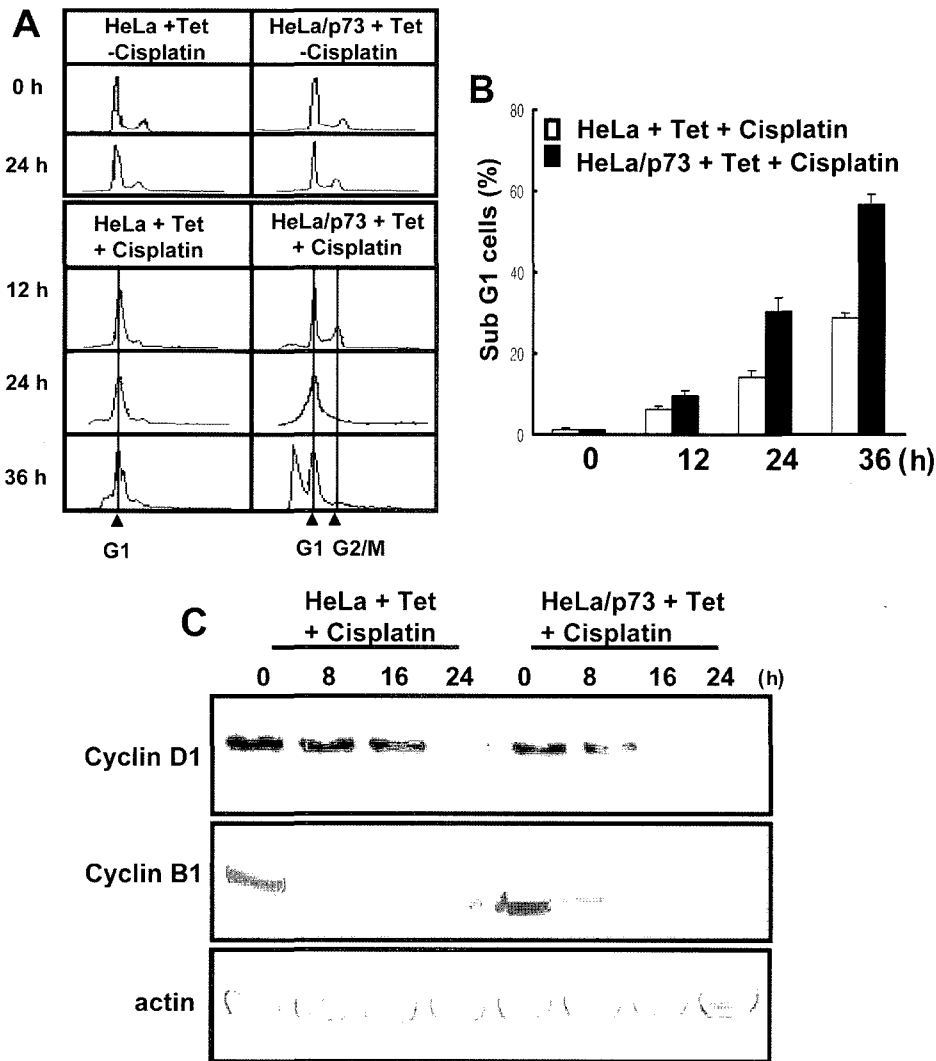 A
HeLa +Tet
-Cisplatin
HeLa/p73 + Tet
-Cisplatin
0 h
24 h
HeLa + Tet
+ Cisplatin
HeLa/p73 + Tet
+ Cisplatin
12 h
24 h
36 h
G1
G1 G2/M
B
80
60
40
20
0
Sub G1 cells (%)
HeLa + Tet + Cisplatin
HeLa/p73 + Tet + Cisplatin
0 12 24 36 (h)
C
HeLa + Tet
+ Cisplatin
HeLa/p73 + Tet
+ Cisplatin
0 8 16 24 0 8 16 24 (h)
Cyclin D1
Cyclin B1
actin